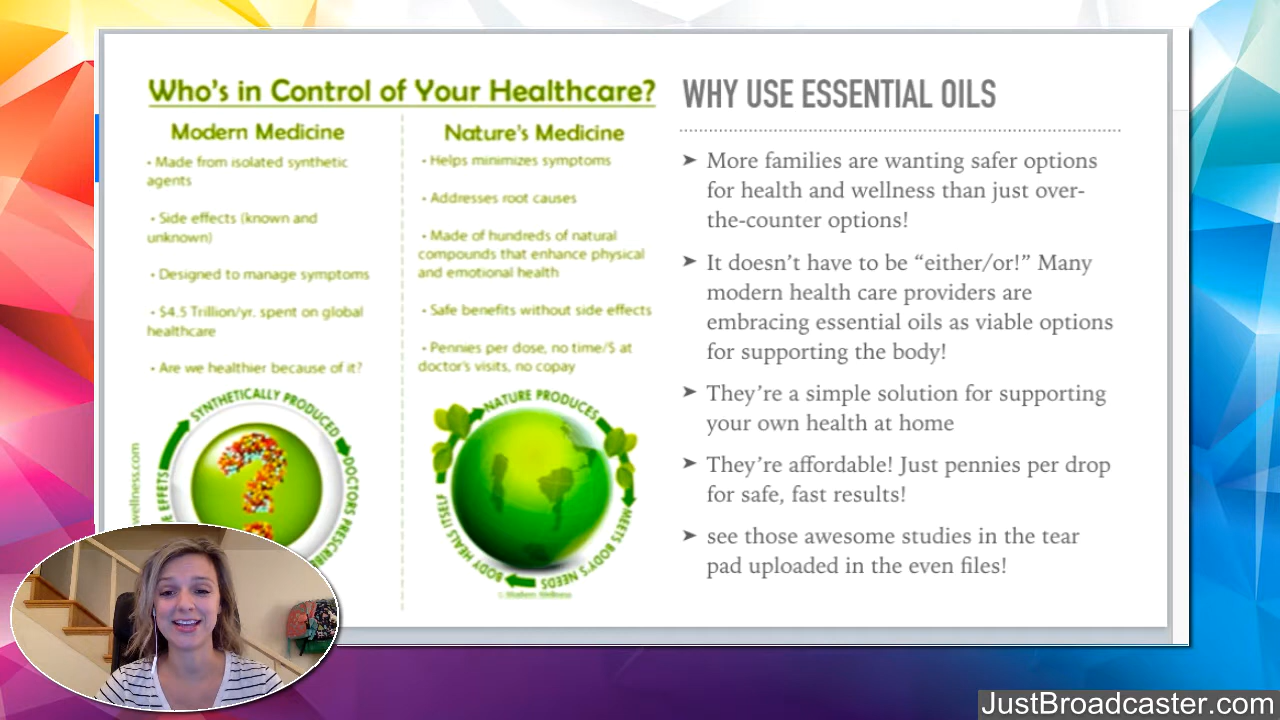 Who's in Control of Your Healthcare?
Modern Medicine
• Made from isolated synthetic
agents
• Side effects (known and
unknown)
• Designed to manage symptoms
• $4.5 Trillion/yr. spent on global
healthcare
• Are we healthier because of it?
SYNTHETICALLY PRODUCED
DOCTORS PRESCRIBE
& EFFETS
wellness.com
Nature's Medicine
• Helps minimizes symptoms
• Addresses root causes
• Made of hundreds of natural
compounds that enhance physical
and emotional health
• Safe benefits without side effects
• Pennies per dose, no time/$ at
doctor's visits, no copay
NATURE PRODUCES
MEETS BODY'S NEEDS
BODY HEALS ITSELF
WHY USE ESSENTIAL OILS
➤ More families are wanting safer options
for health and wellness than just over-
the-counter options!
➤ It doesn't have to be “either/or!” Many
modern health care providers are
embracing essential oils as viable options
for supporting the body!
➤ They're a simple solution for supporting
your own health at home
➤ They're affordable! Just pennies per drop
for safe, fast results!
➤ see those awesome studies in the tear
pad uploaded in the even files!
JustBroadcaster.com